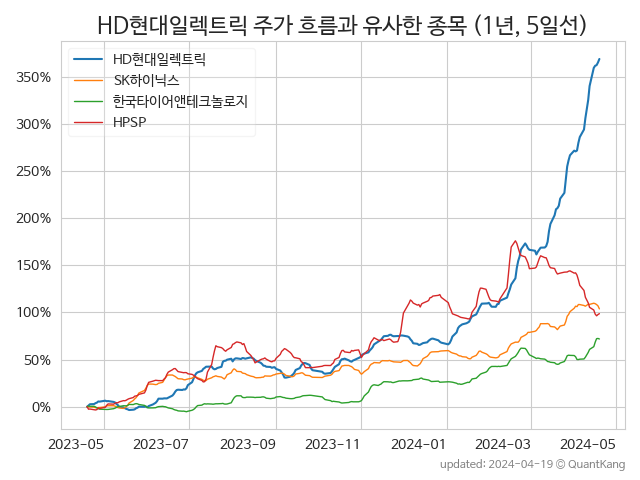 HD현대일렉트릭 주가 흐름과 유사한 종목 (1년, 5일선)
HD현대일렉트릭
SK하이닉스
한국타이어앤테크놀로지
HPSP
350%
300%
250%
200%
150%
100%
50%
0%
2023-05 2023-07 2023-09 2023-11 2024-01 2024-03 2024-05
updated: 2024-04-19 © QuantKang